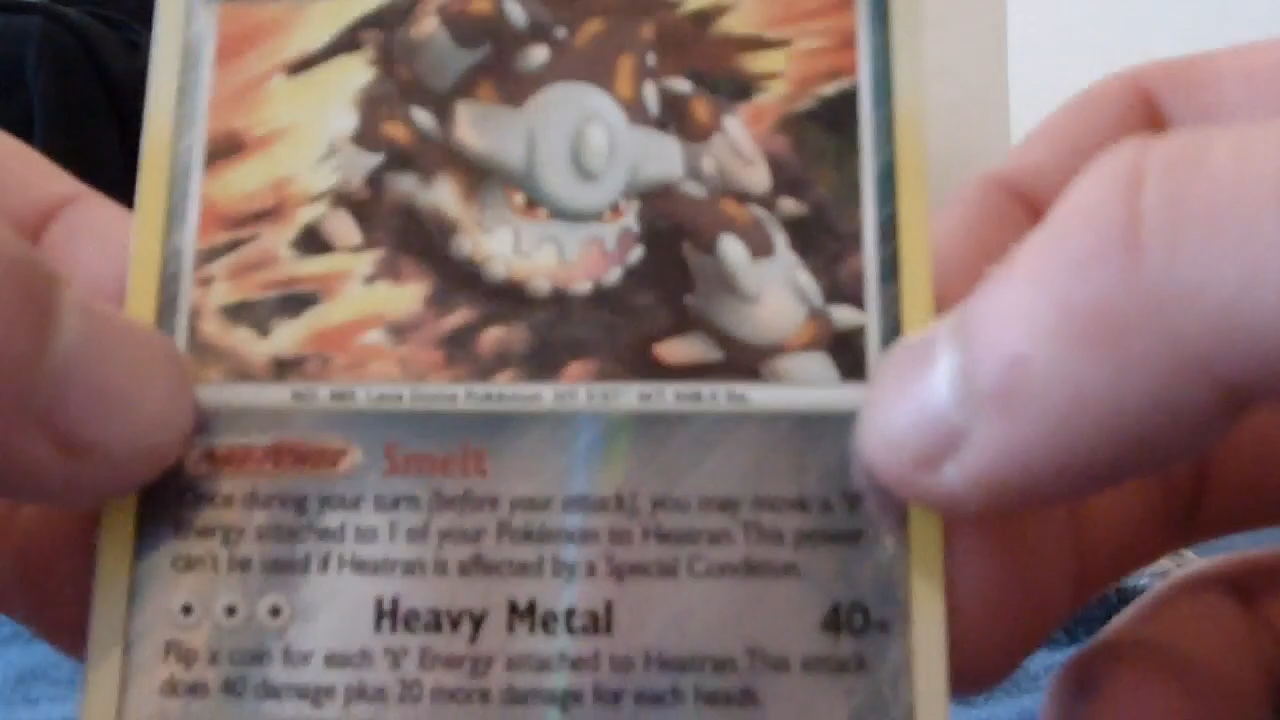 Smelt
Once during your turn (before your attack), you may move a
Energy attached to 1 of your Pokémon to Heatran. This power
can't be used if Heatran is affected by a Special Condition.
Heavy Metal 40+
Flip a coin for each Energy attached to Heatran. This attack
does 40 damage plus 20 more damage for each heads.